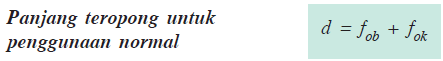 Panjang teropong untuk
penggunaan normal
d = f_ob + f_ok